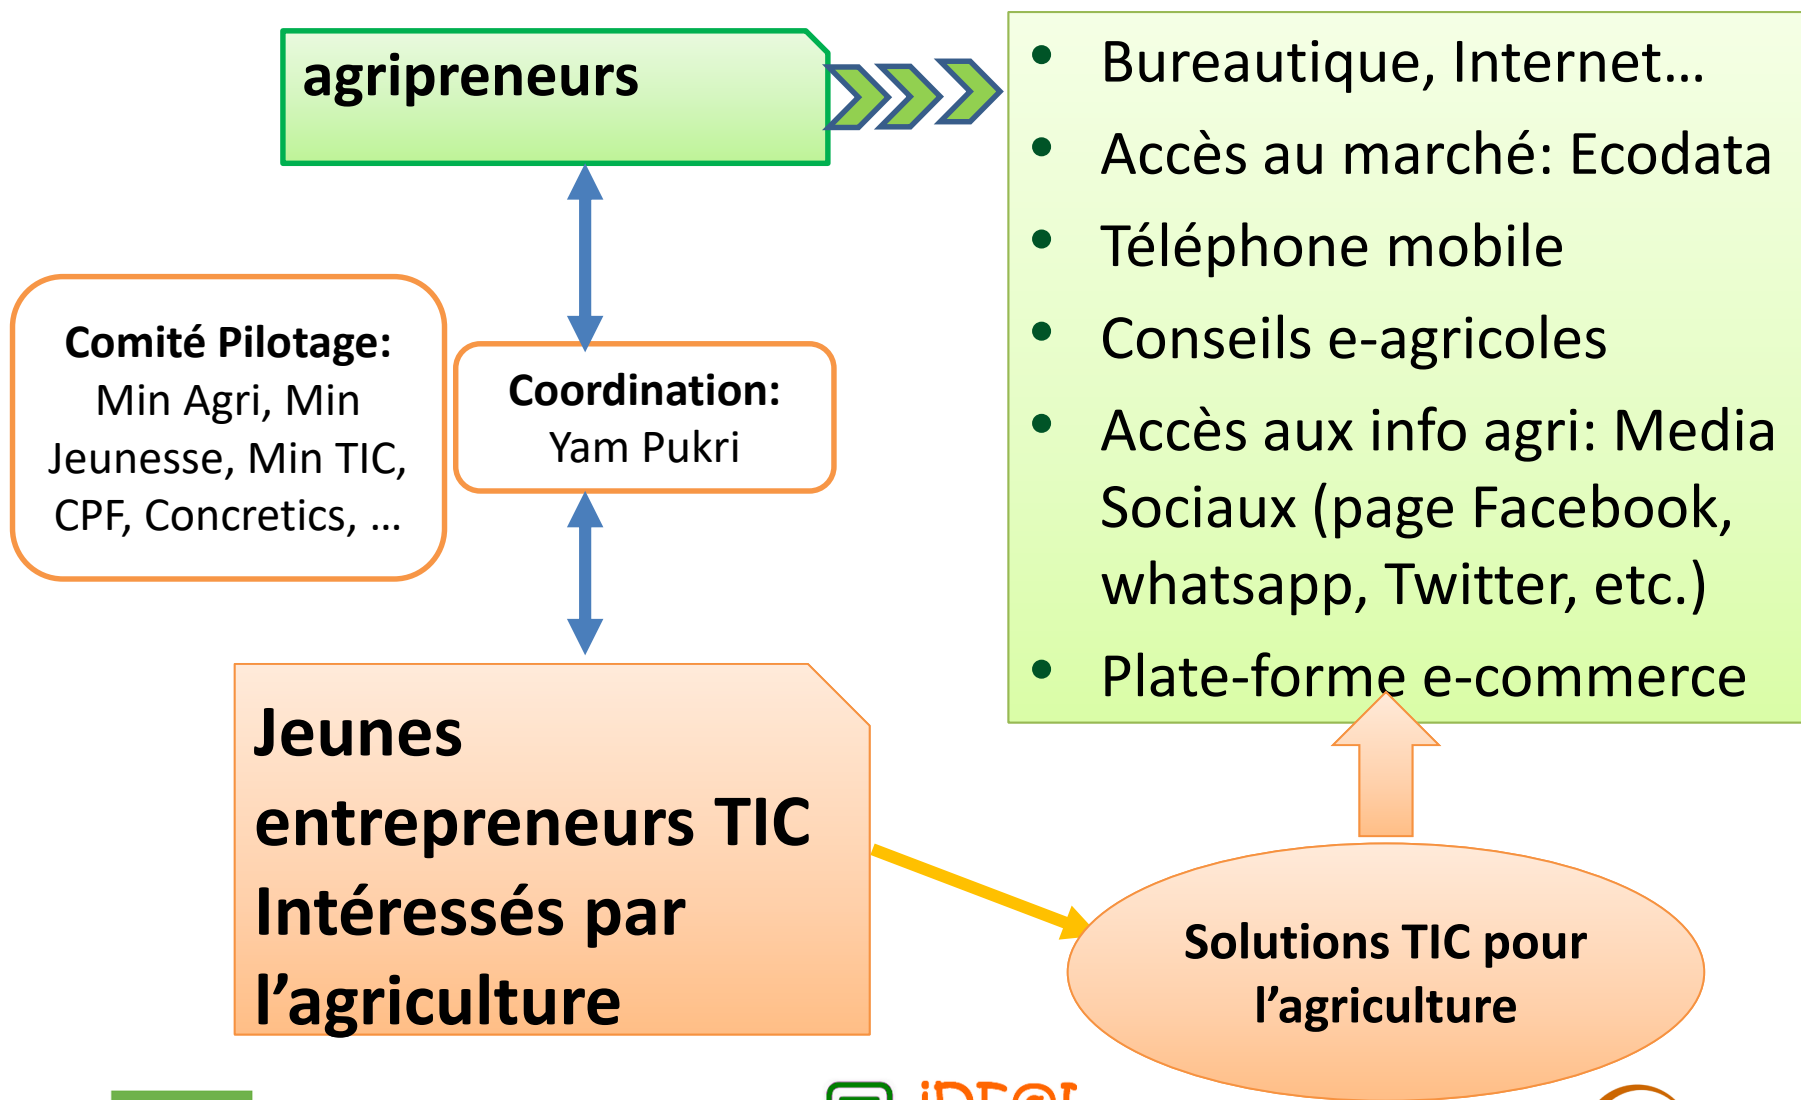 agripreneurs
• Bureautique, Internet…
• Accès au marché: Ecodata
• Téléphone mobile
• Conseils e-agricoles
• Accès aux info agri: Media
Sociaux (page Facebook,
whatsapp, Twitter, etc.)
• Plate-forme e-commerce
Comité Pilotage:
Min Agri, Min
Jeunesse, Min TIC,
CPF, Concretics, …
Coordination:
Yam Pukri
Jeunes
entrepreneurs TIC
Intéressés par
l’agriculture
Solutions TIC pour
l’agriculture